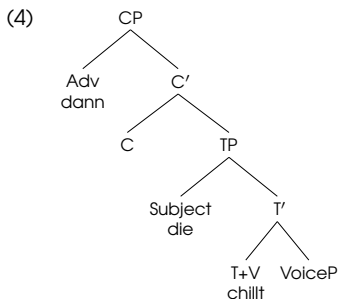 (4) CP
Adv C′
dann
C TP
Subject T′
die
T+V VoiceP
chillt